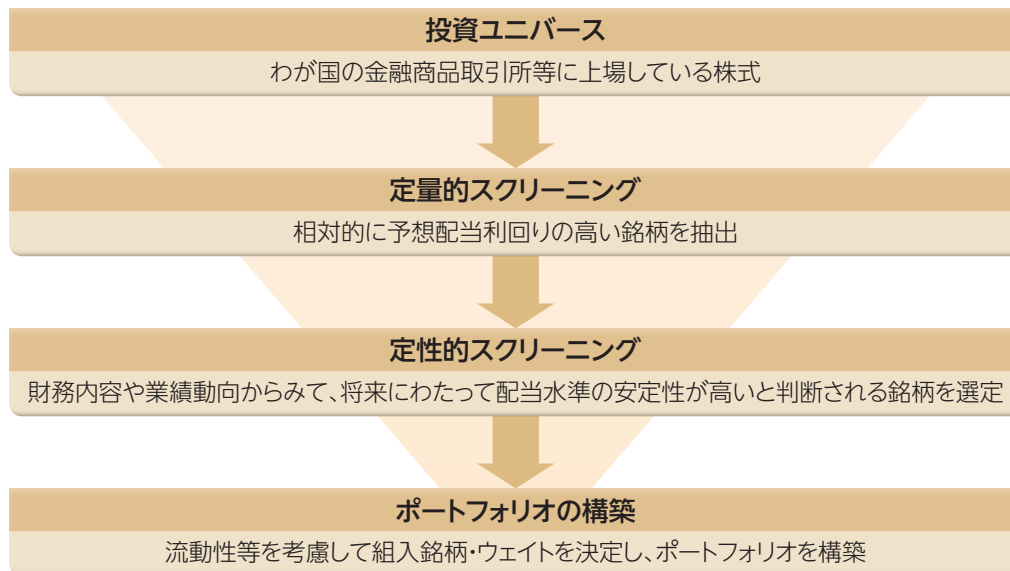 投資ユニバース
わが国の金融商品取引所等に上場している株式
定量的スクリーニング
相対的に予想配当利回りの高い銘柄を抽出
定性的スクリーニング
財務内容や業績動向からみて、将来にわたって配当水準の安定性が高いと判断される銘柄を選定
ポートフォリオの構築
流動性等を考慮して組入銘柄・ウェイトを決定し、ポートフォリオを構築